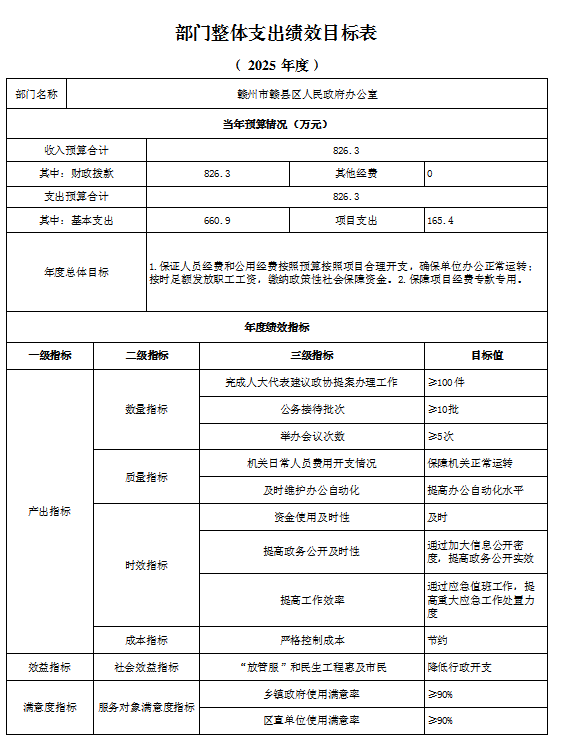 部门整体支出绩效目标表
（ 2025 年度 ）
部门名称 赣州市赣县区人民政府办公室
当年预算情况（万元）
收入预算合计 826.3
其中：财政拨款 826.3 其他经费 0
支出预算合计 826.3
其中：基本支出 660.9 项目支出 165.4
年度总体目标
1.保证人员经费和公用经费按照预算按照项目合理开支，确保单位办公正常运转；
按时足额发放职工工资，缴纳政策性社会保障资金。2.保障项目经费专款专用。
年度绩效指标
一级指标 二级指标 三级指标 目标值
产出指标
数量指标
完成人大代表建议政协提案办理工作 ≥100件
公务接待批次 ≥10批
举办会议次数 ≥5次
质量指标
机关日常人员费用开支情况 保障机关正常运转
及时维护办公自动化 提高办公自动化水平
时效指标
资金使用及时性 及时
提高政务公开及时性
通过加大信息公开密
度，提高政务公开实效
提高工作效率
通过应急值班工作，提
高重大应急工作处置力
度
成本指标 严格控制成本 节约
效益指标 社会效益指标 “放管服”和民生工程惠及市民 降低行政开支
满意度指标 服务对象满意度指标
乡镇政府使用满意率 ≥90%
区直单位使用满意率 ≥90%